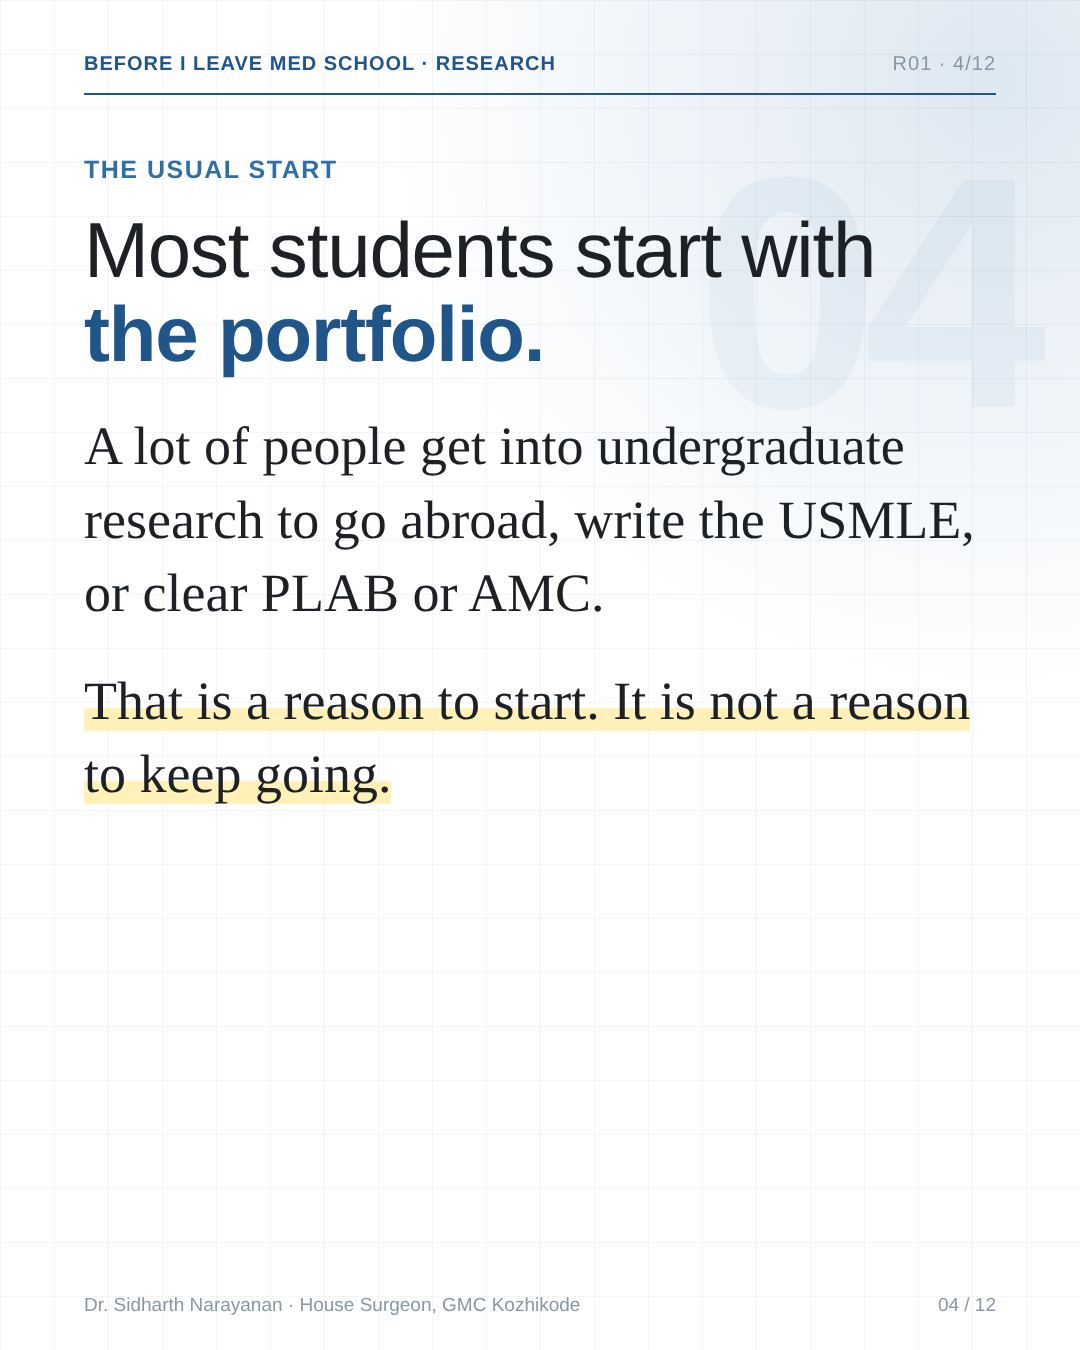 BEFORE I LEAVE MED SCHOOL · RESEARCH
R01 · 4/12
THE USUAL START
04
Most students start with
the portfolio.
A lot of people get into undergraduate
research to go abroad, write the USMLE,
or clear PLAB or AMC.
That is a reason to start. It is not a reason
to keep going.
Dr. Sidharth Narayanan · House Surgeon, GMC Kozhikode
04 / 12